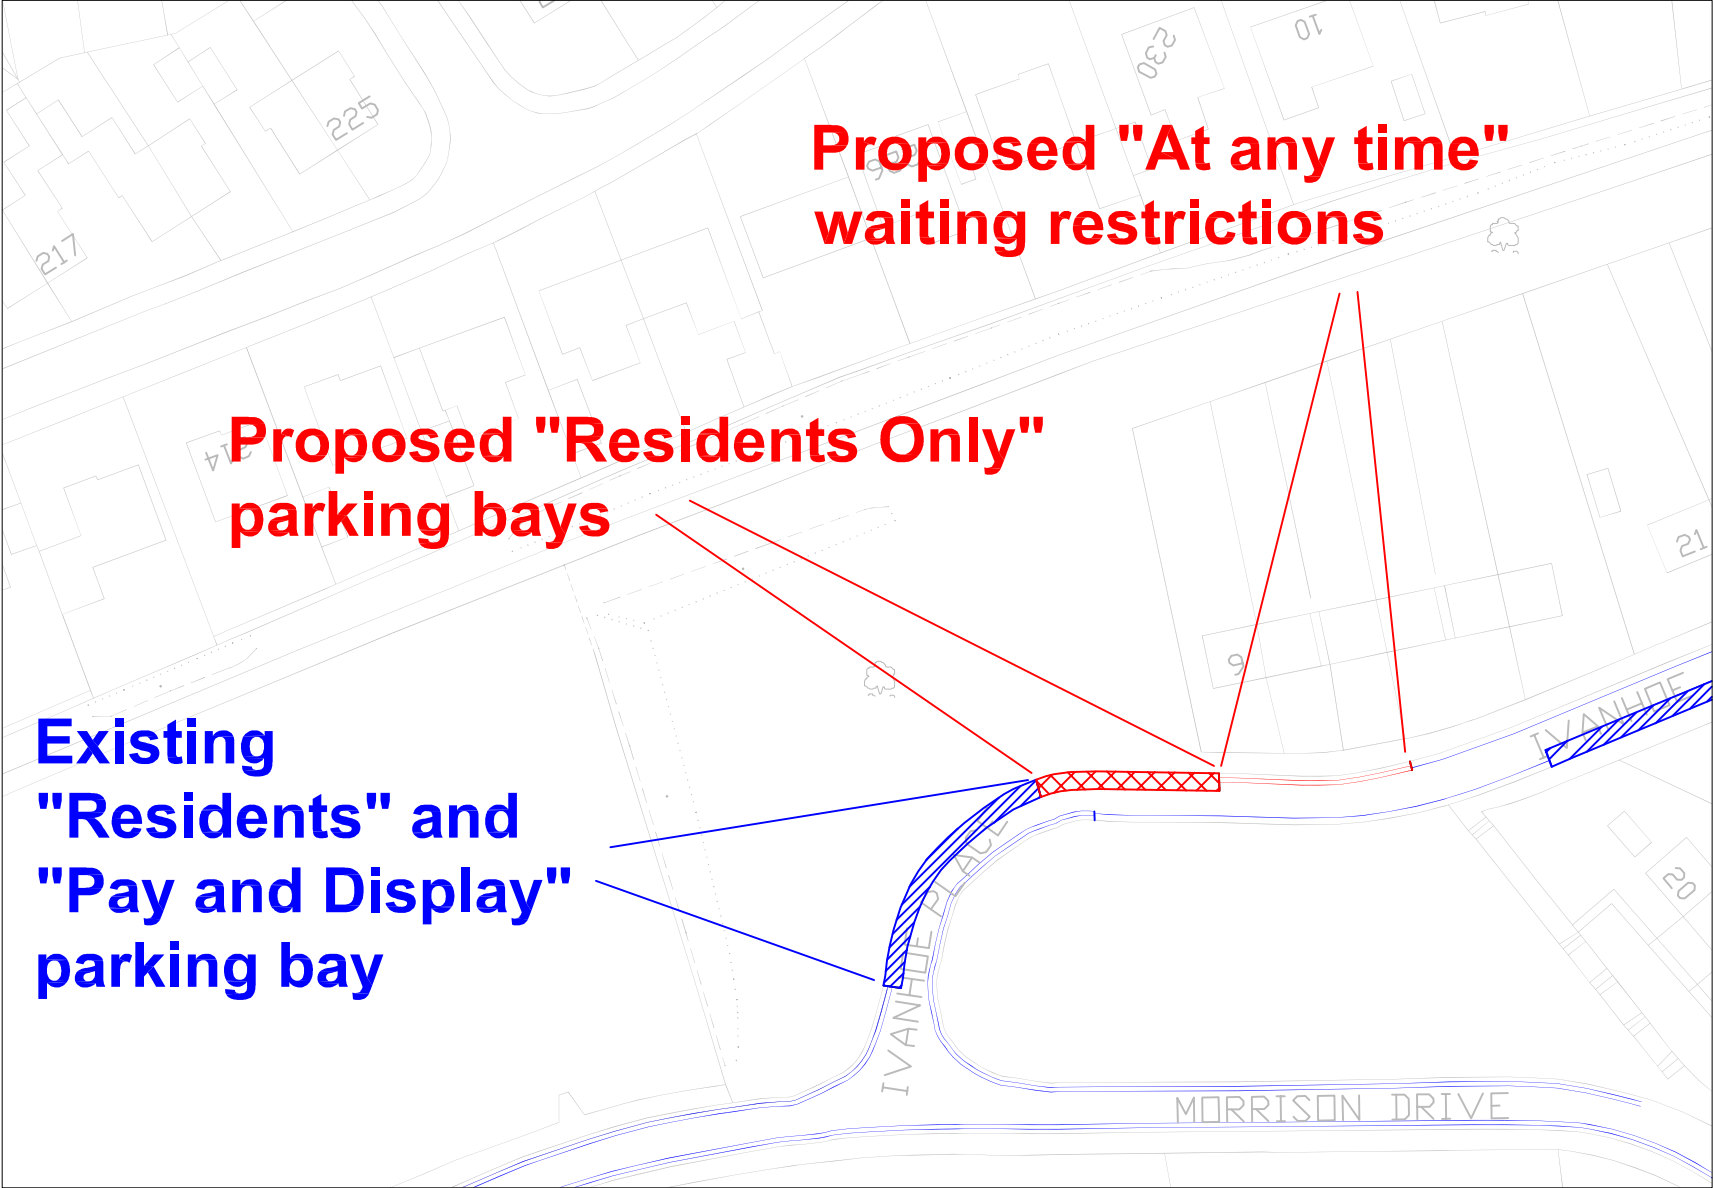 225
230
10
Proposed "At any time"
waiting restrictions
217
Proposed "Residents Only"
parking bays
214
21
9
IVANHOE
Existing
"Residents" and
"Pay and Display"
parking bay
IVANHOE PLACE
20
MORRISON DRIVE